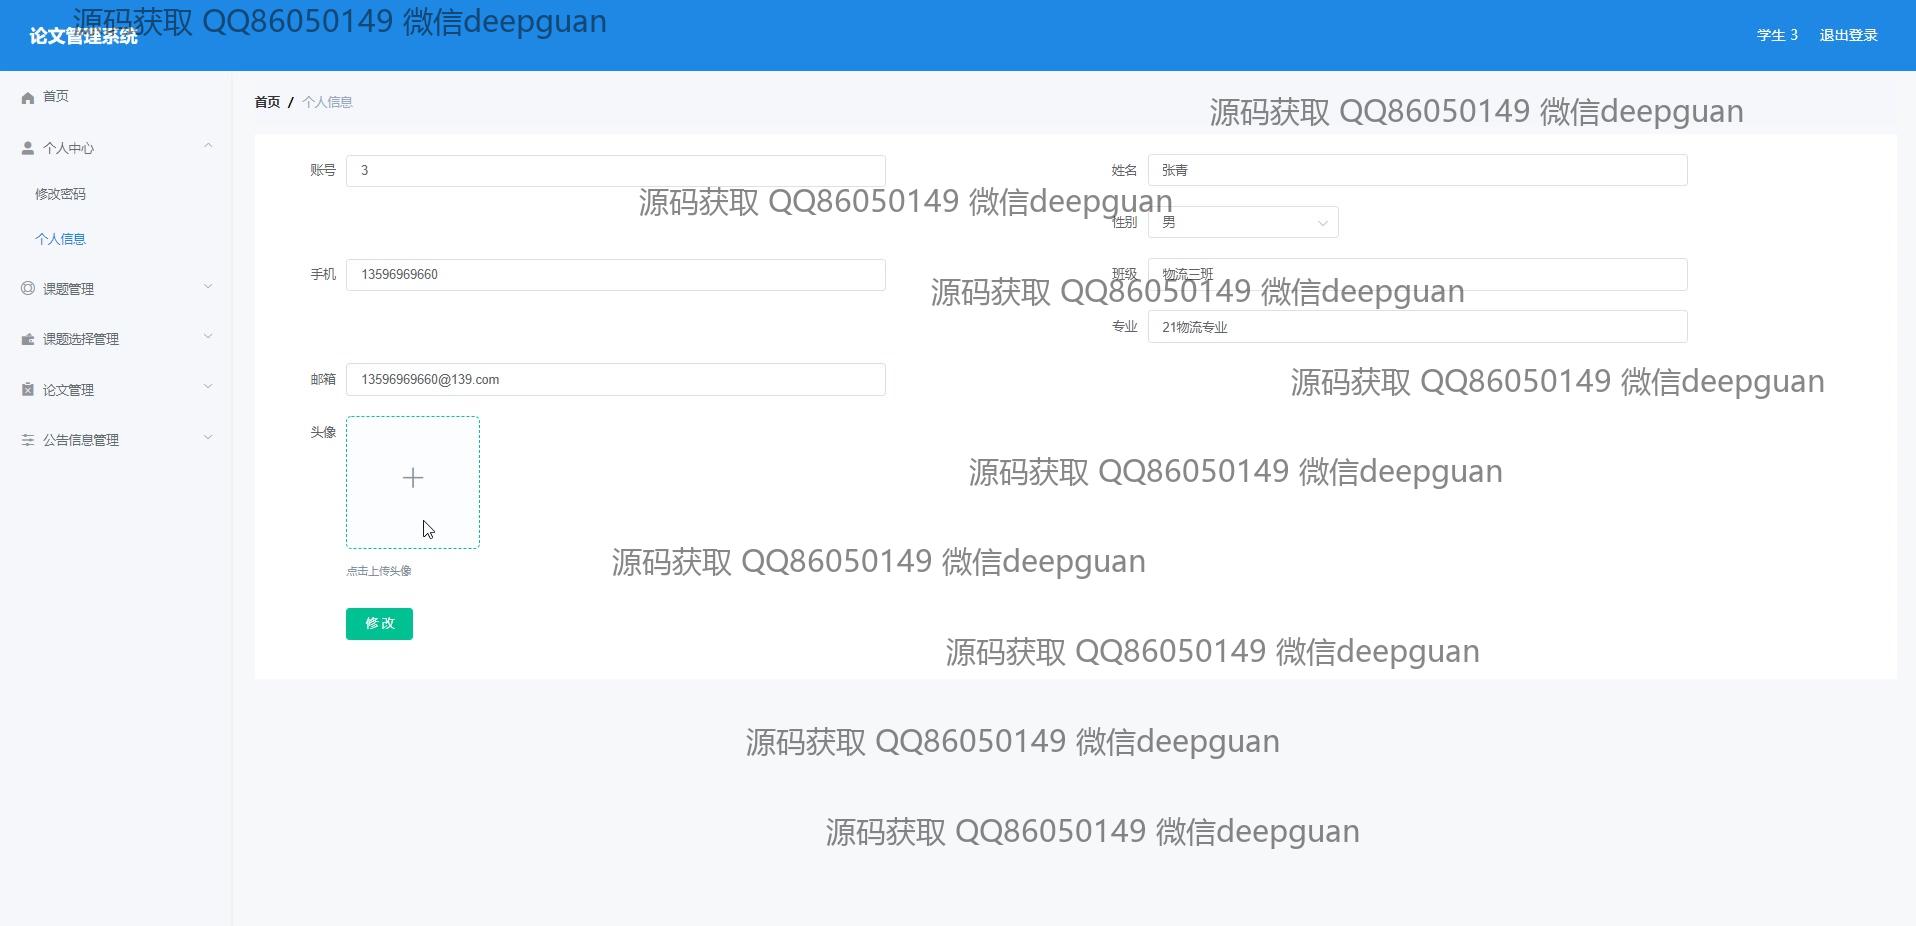 源码获取 QQ86050149 微信deepguan
论文管理系统
学生 3 退出登录
首页
首页 / 个人信息
源码获取 QQ86050149 微信deepguan
个人中心
账号 3
姓名 张青
修改密码
源码获取 QQ86050149 微信deepguan
性别 男
个人信息
手机 13596969660
班级 物流三班
课题管理
源码获取 QQ86050149 微信deepguan
专业 21物流专业
课题选择管理
邮箱 13596969660@139.com
源码获取 QQ86050149 微信deepguan
论文管理
头像
公告信息管理
源码获取 QQ86050149 微信deepguan
源码获取 QQ86050149 微信deepguan
点击上传头像
修 改
源码获取 QQ86050149 微信deepguan
源码获取 QQ86050149 微信deepguan
源码获取 QQ86050149 微信deepguan